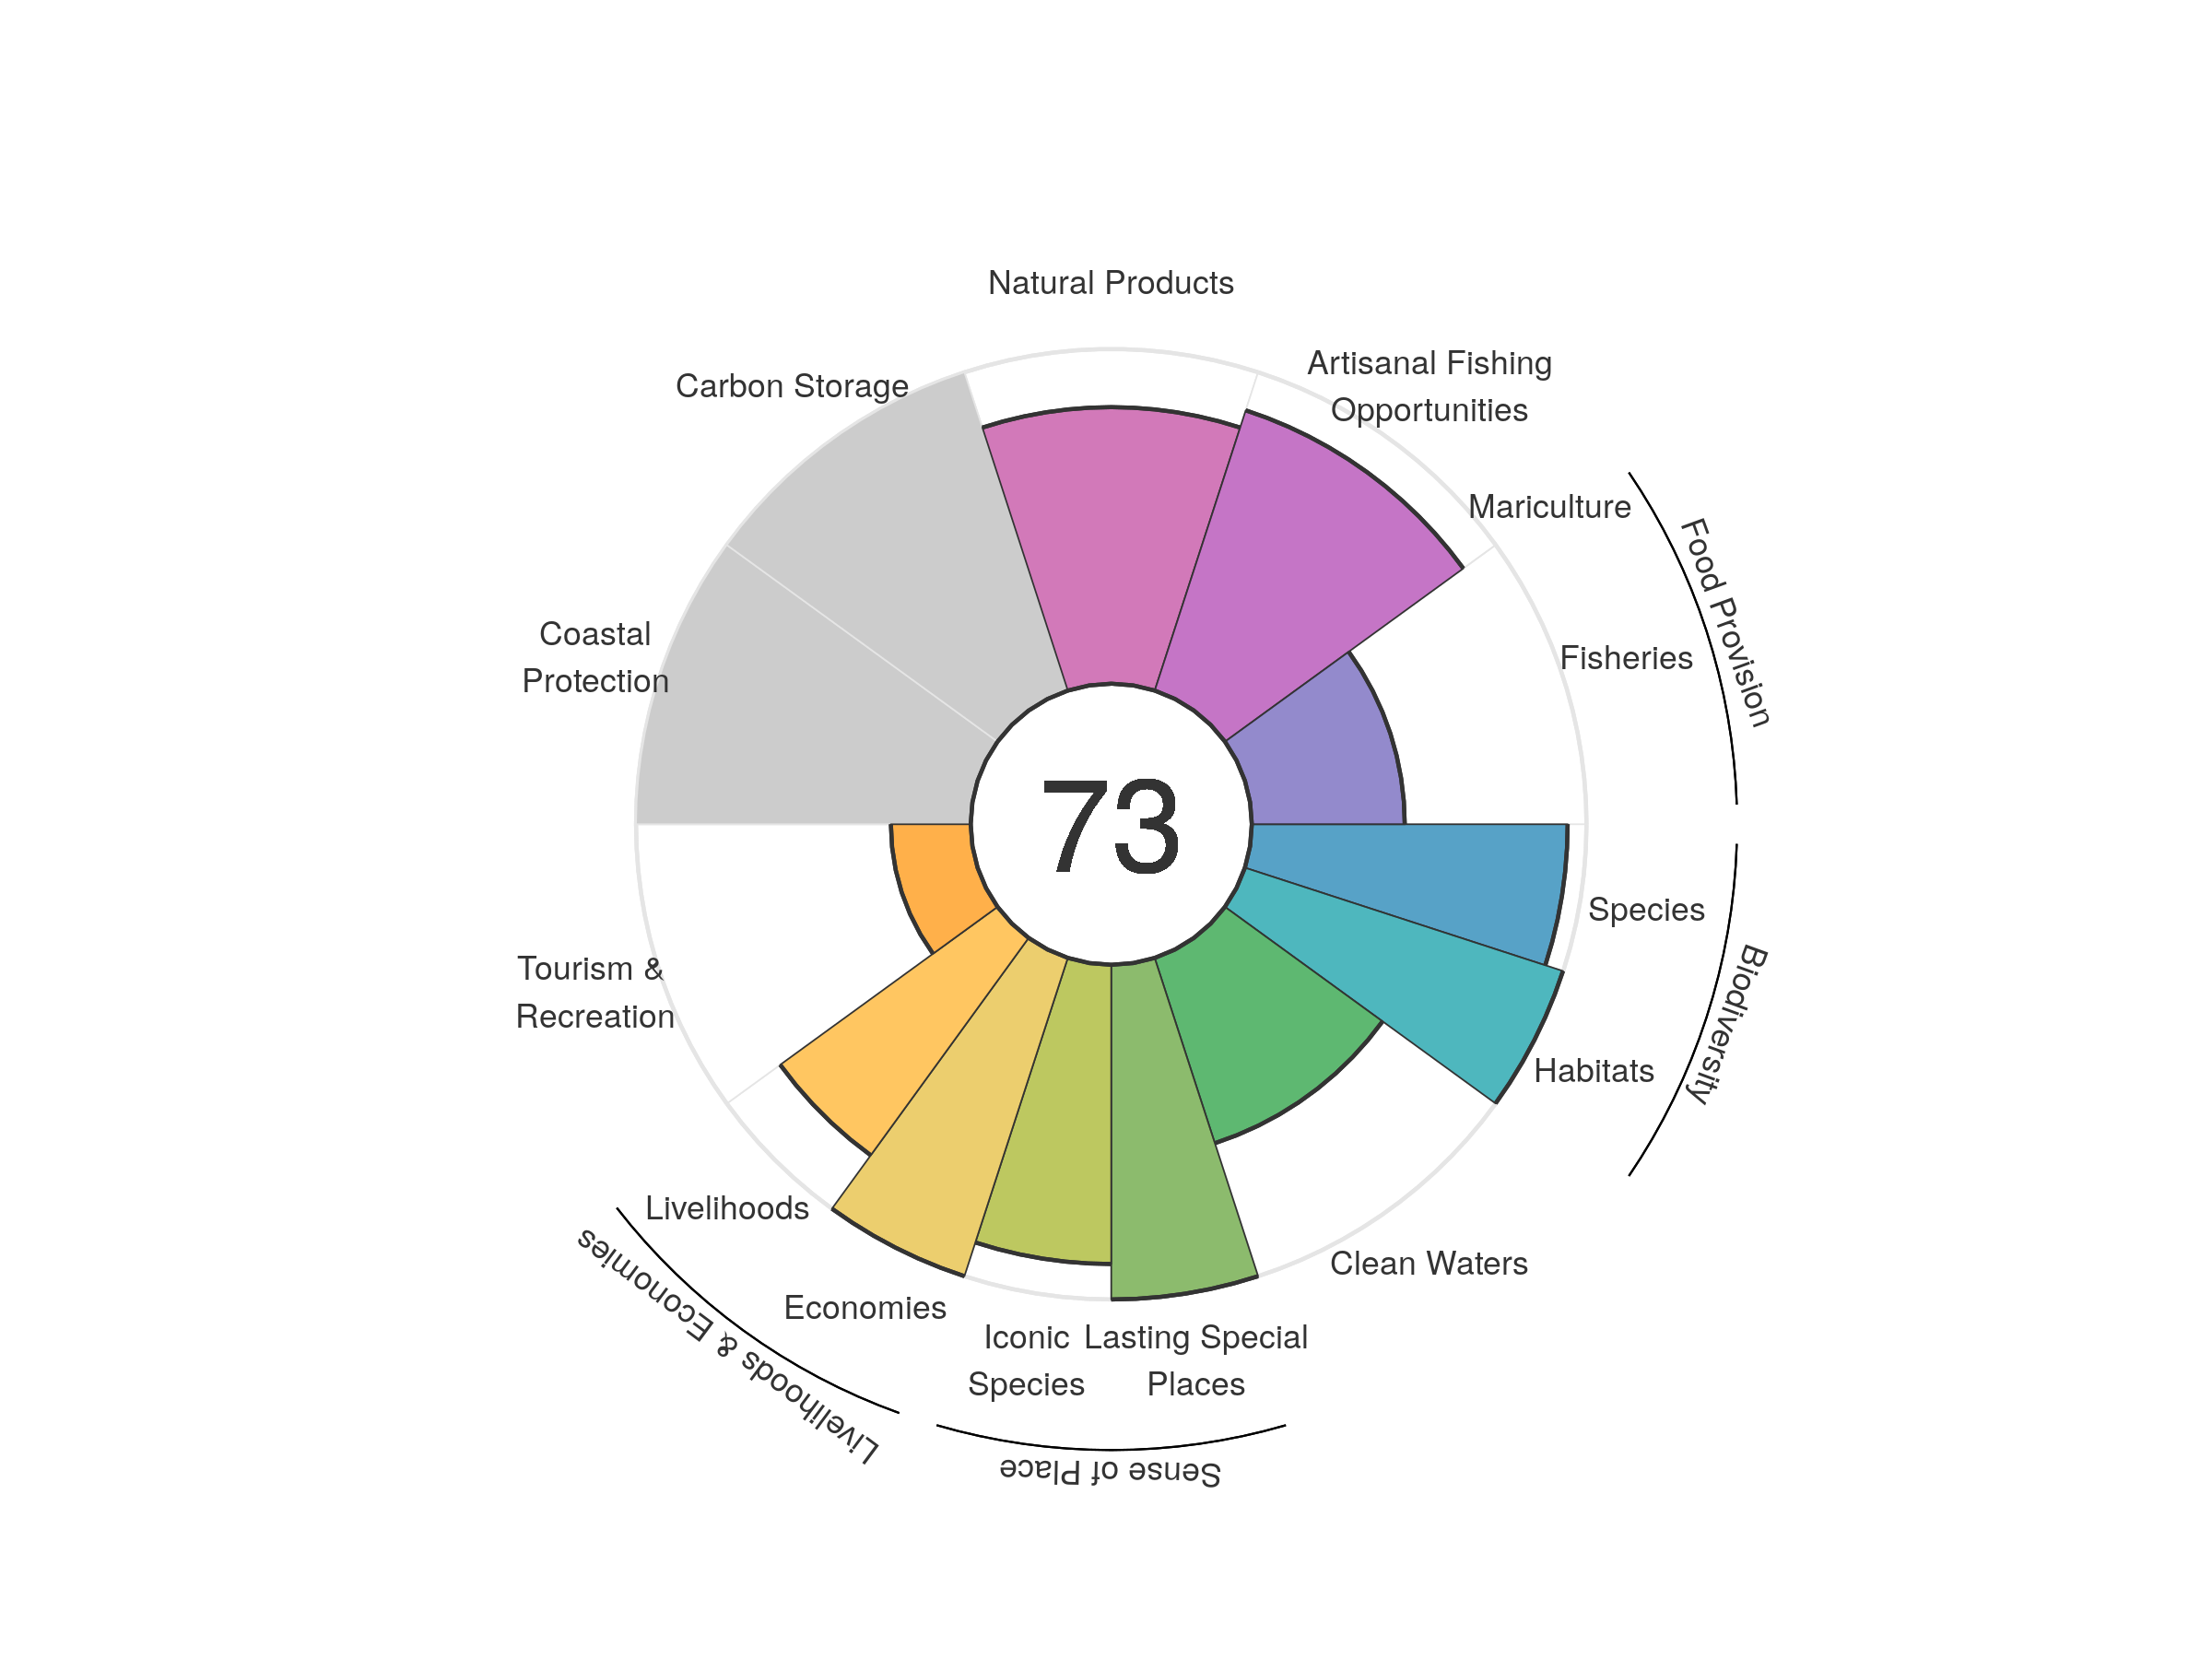 Natural Products
Artisanal Fishing
Opportunities
Carbon Storage
Mariculture
Food Provision
Coastal
Protection
Fisheries
73
Species
Biodiversity
Tourism &
Recreation
Habitats
Livelihoods
Clean Waters
Livelihoods & Economies
Economies
Iconic
Species
Lasting Special
Places
Sense of Place